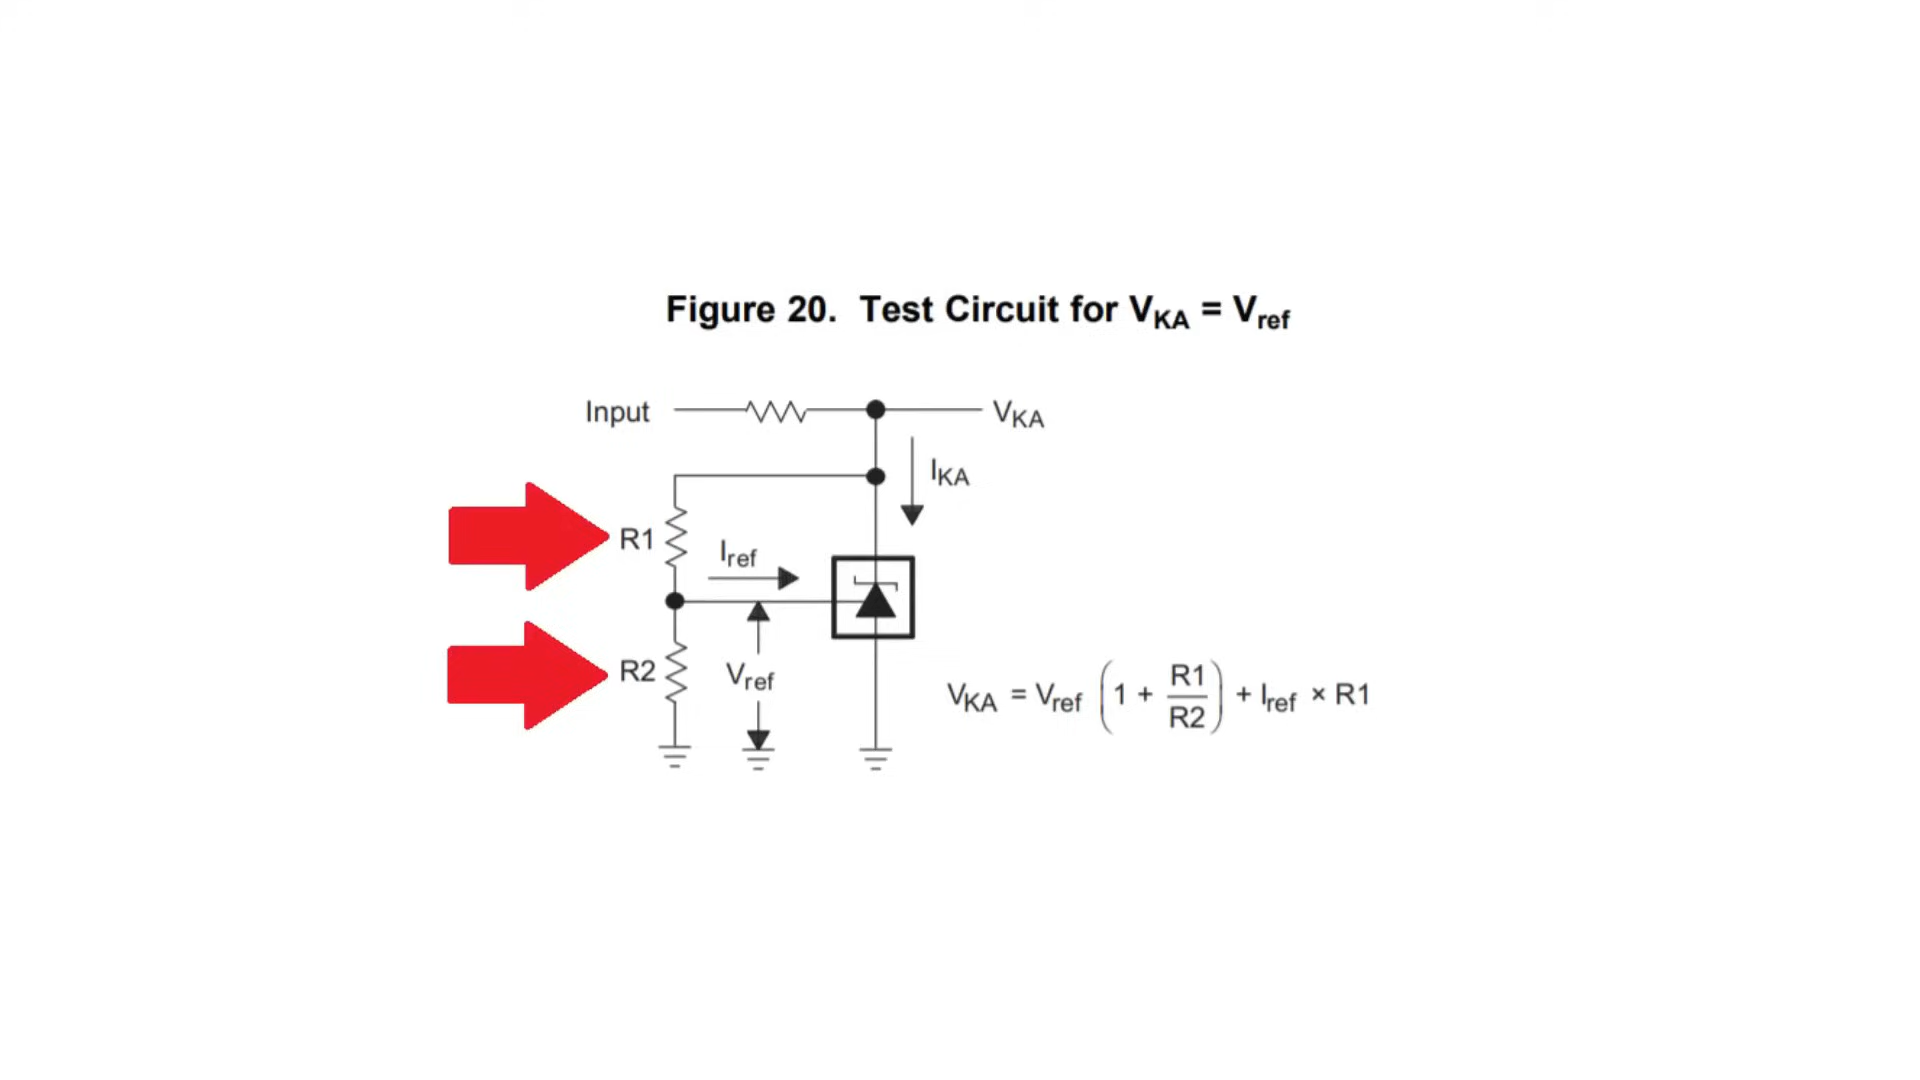 Figure 20. Test Circuit for VKA = Vref
Input
VKA
IKA
R1
Iref
R2
Vref
VKA = Vref (1 + R1/R2) + Iref × R1